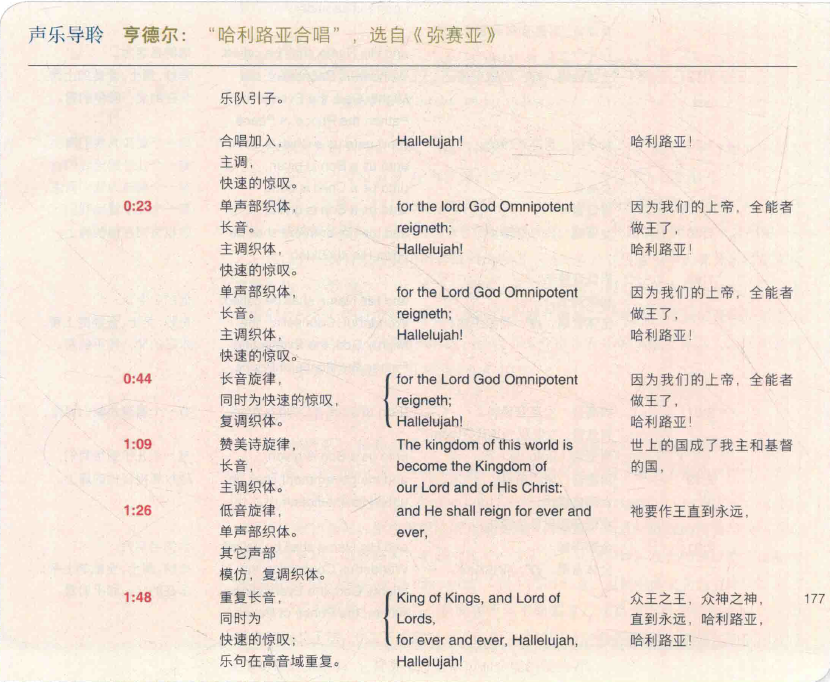 声乐导聆 亨德尔： “哈利路亚合唱”，选自《弥赛亚》
乐队引子。
合唱加入， Hallelujah! 哈利路亚！
主调，
快速的惊叹。
0:23 单声部织体， for the lord God Omnipotent 因为我们的上帝，全能者
长音。 reigneth; 做王了，
主调织体， Hallelujah! 哈利路亚！
快速的惊叹。
单声部织体， for the Lord God Omnipotent 因为我们的上帝，全能者
长音。 reigneth; 做王了，
主调织体， Hallelujah! 哈利路亚！
快速的惊叹。
0:44 长音旋律， for the Lord God Omnipotent 因为我们的上帝，全能者
同时为快速的惊叹， reigneth; 做王了，
复调织体。 Hallelujah! 哈利路亚！
1:09 赞美诗旋律， The kingdom of this world is 世上的国成了我主和基督
长音， become the Kingdom of 的国，
主调织体。 our Lord and of His Christ;
1:26 低音旋律， and He shall reign for ever and 祂要作王直到永远，
单声部织体。 ever,
其它声部
模仿，复调织体。
1:48 重复长音， King of Kings, and Lord of 众王之王，众神之神， 177
同时为 Lords, 直到永远，哈利路亚，
快速的惊叹； for ever and ever, Hallelujah, 哈利路亚！
乐句在高音域重复。 Hallelujah!